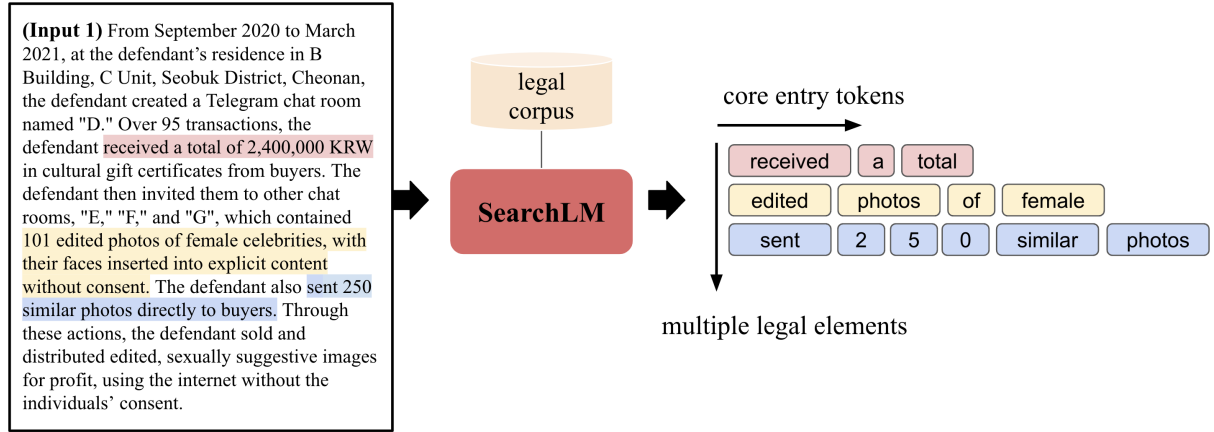 (Input 1) From September 2020 to March
2021, at the defendant's residence in B
Building, C Unit, Seobuk District, Cheonan,
the defendant created a Telegram chat room
named "D." Over 95 transactions, the
defendant received a total of 2,400,000 KRW
in cultural gift certificates from buyers. The
defendant then invited them to other chat
rooms, "E," "F," and "G", which contained
101 edited photos of female celebrities, with
their faces inserted into explicit content
without consent. The defendant also sent 250
similar photos directly to buyers. Through
these actions, the defendant sold and
distributed edited, sexually suggestive images
for profit, using the internet without the
individuals' consent.
legal
corpus
SearchLM
core entry tokens
received a total
edited photos of female
sent 2 5 0 similar photos
multiple legal elements